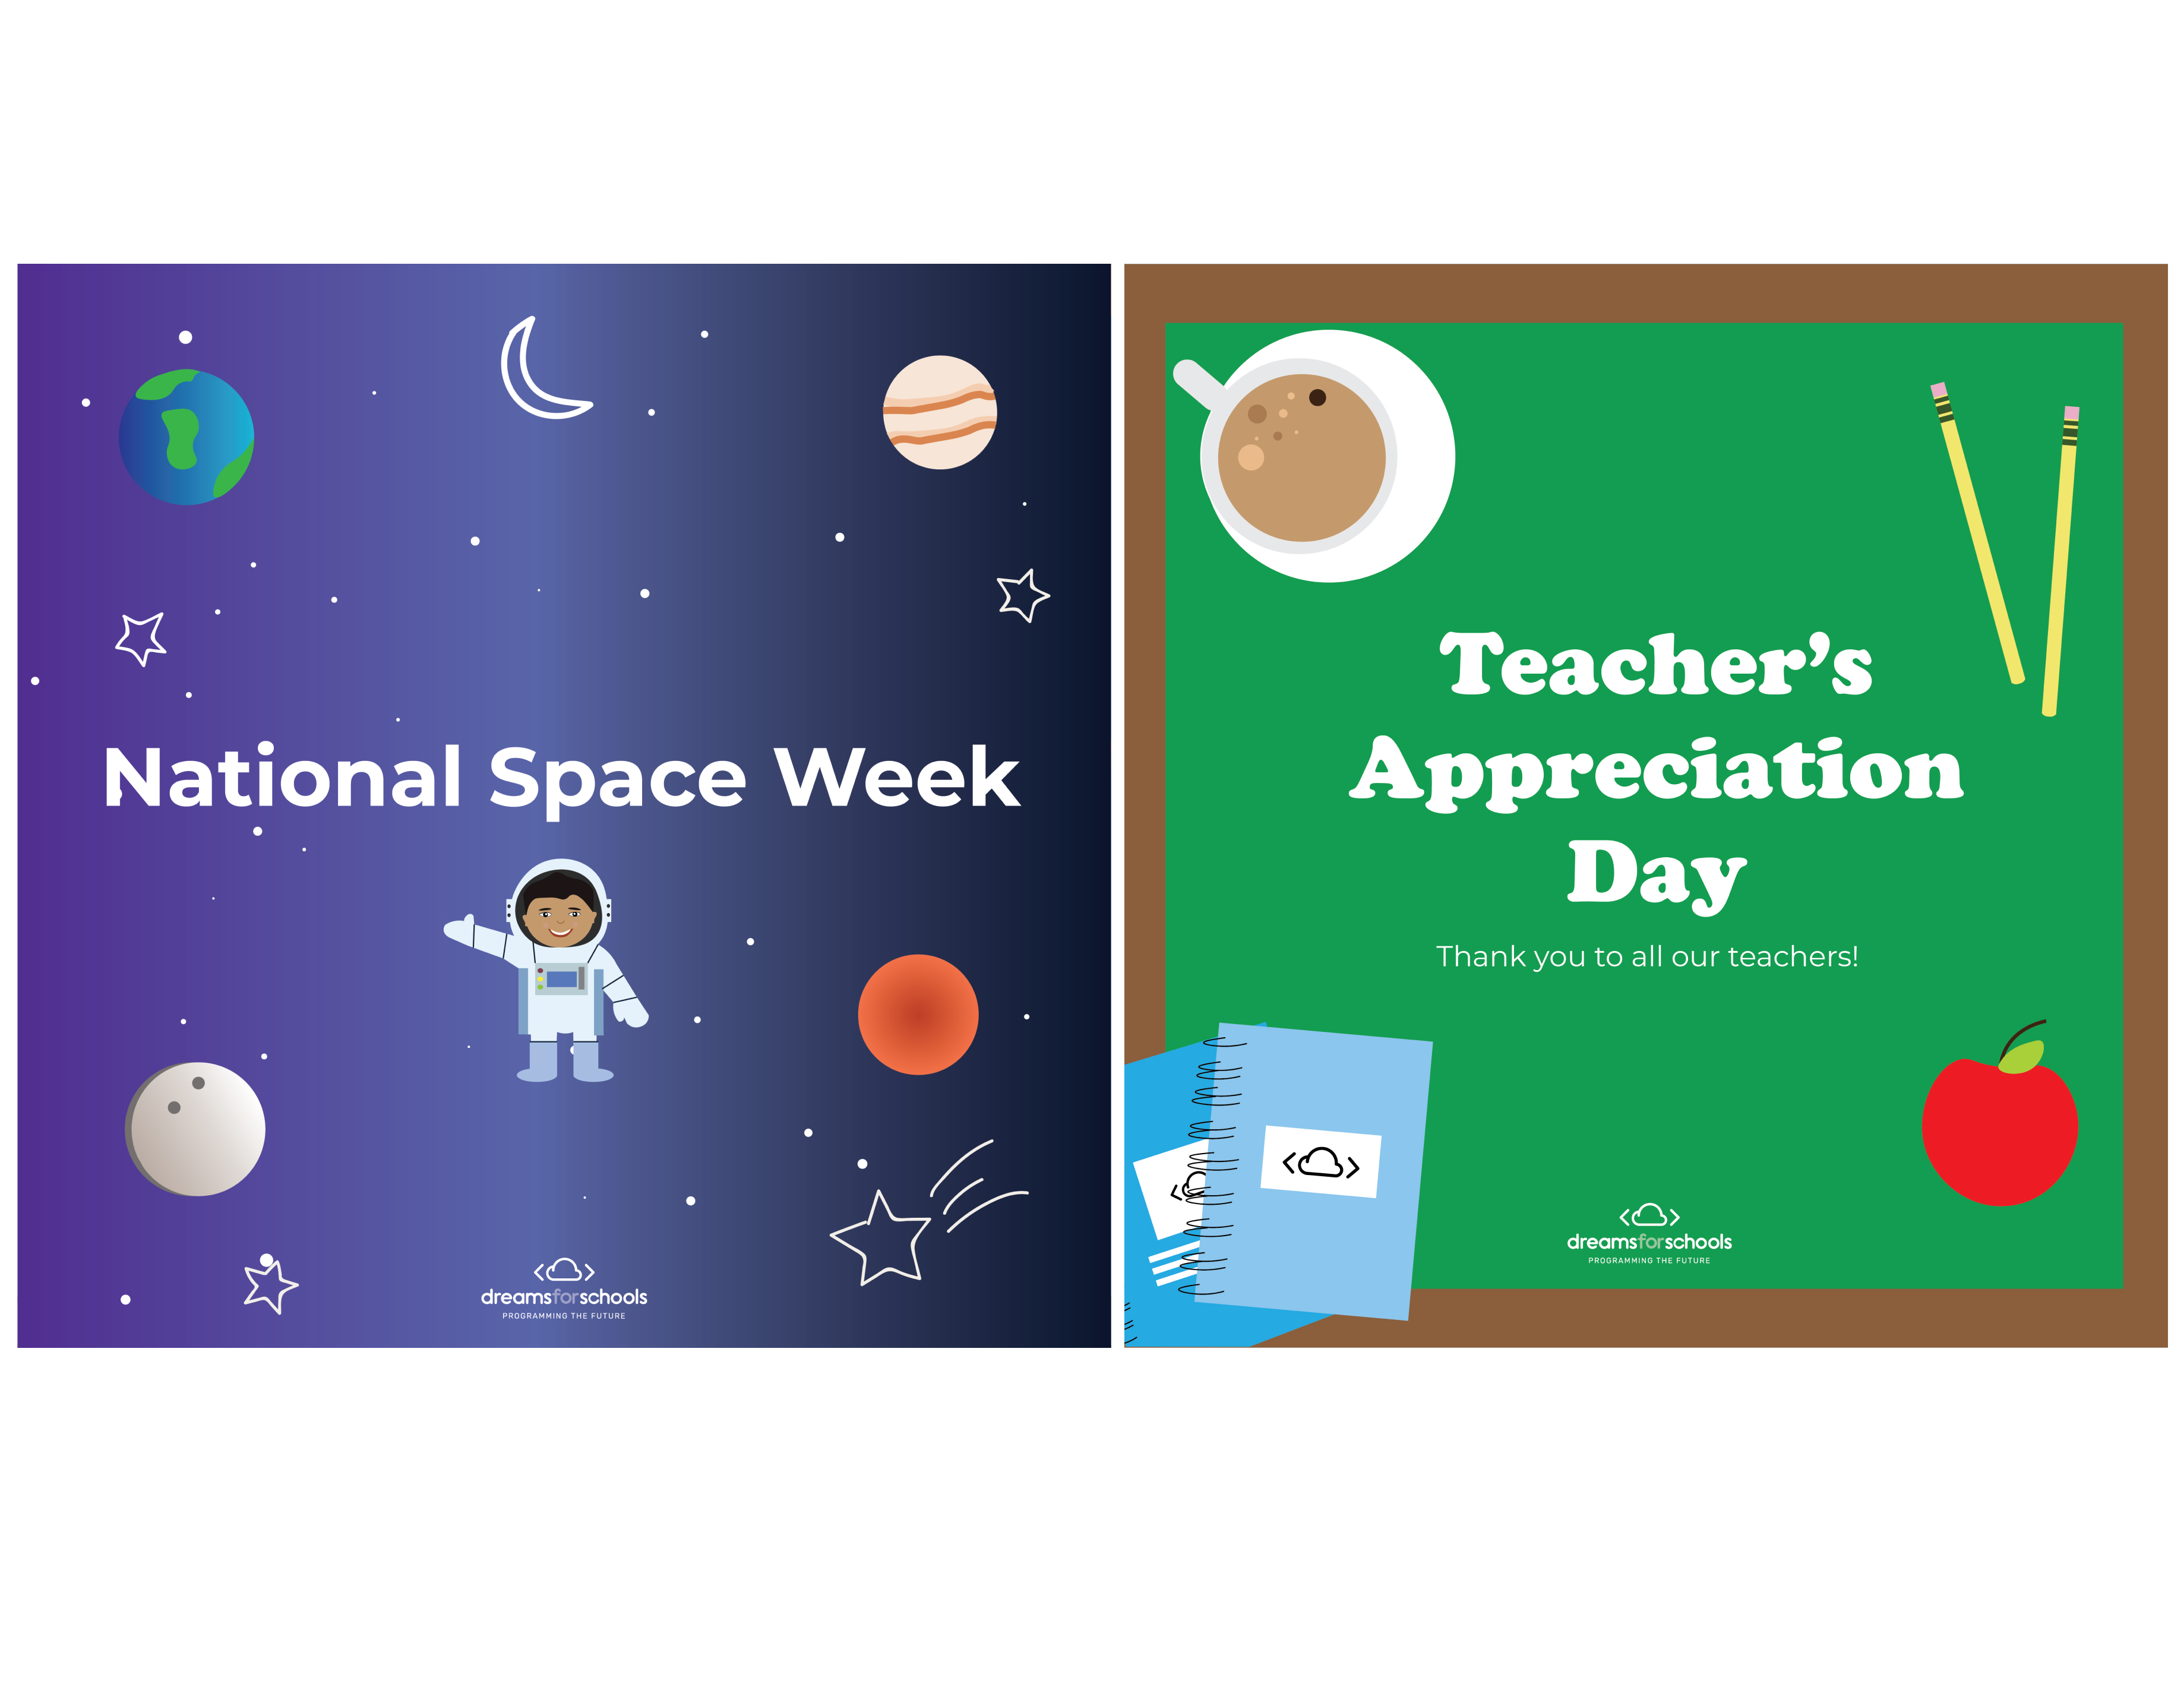 National Space Week
dreamsforschools
PROGRAMMING THE FUTURE
Teacher’s
Appreciation
Day
Thank you to all our teachers!
dreamsforschools
PROGRAMMING THE FUTURE